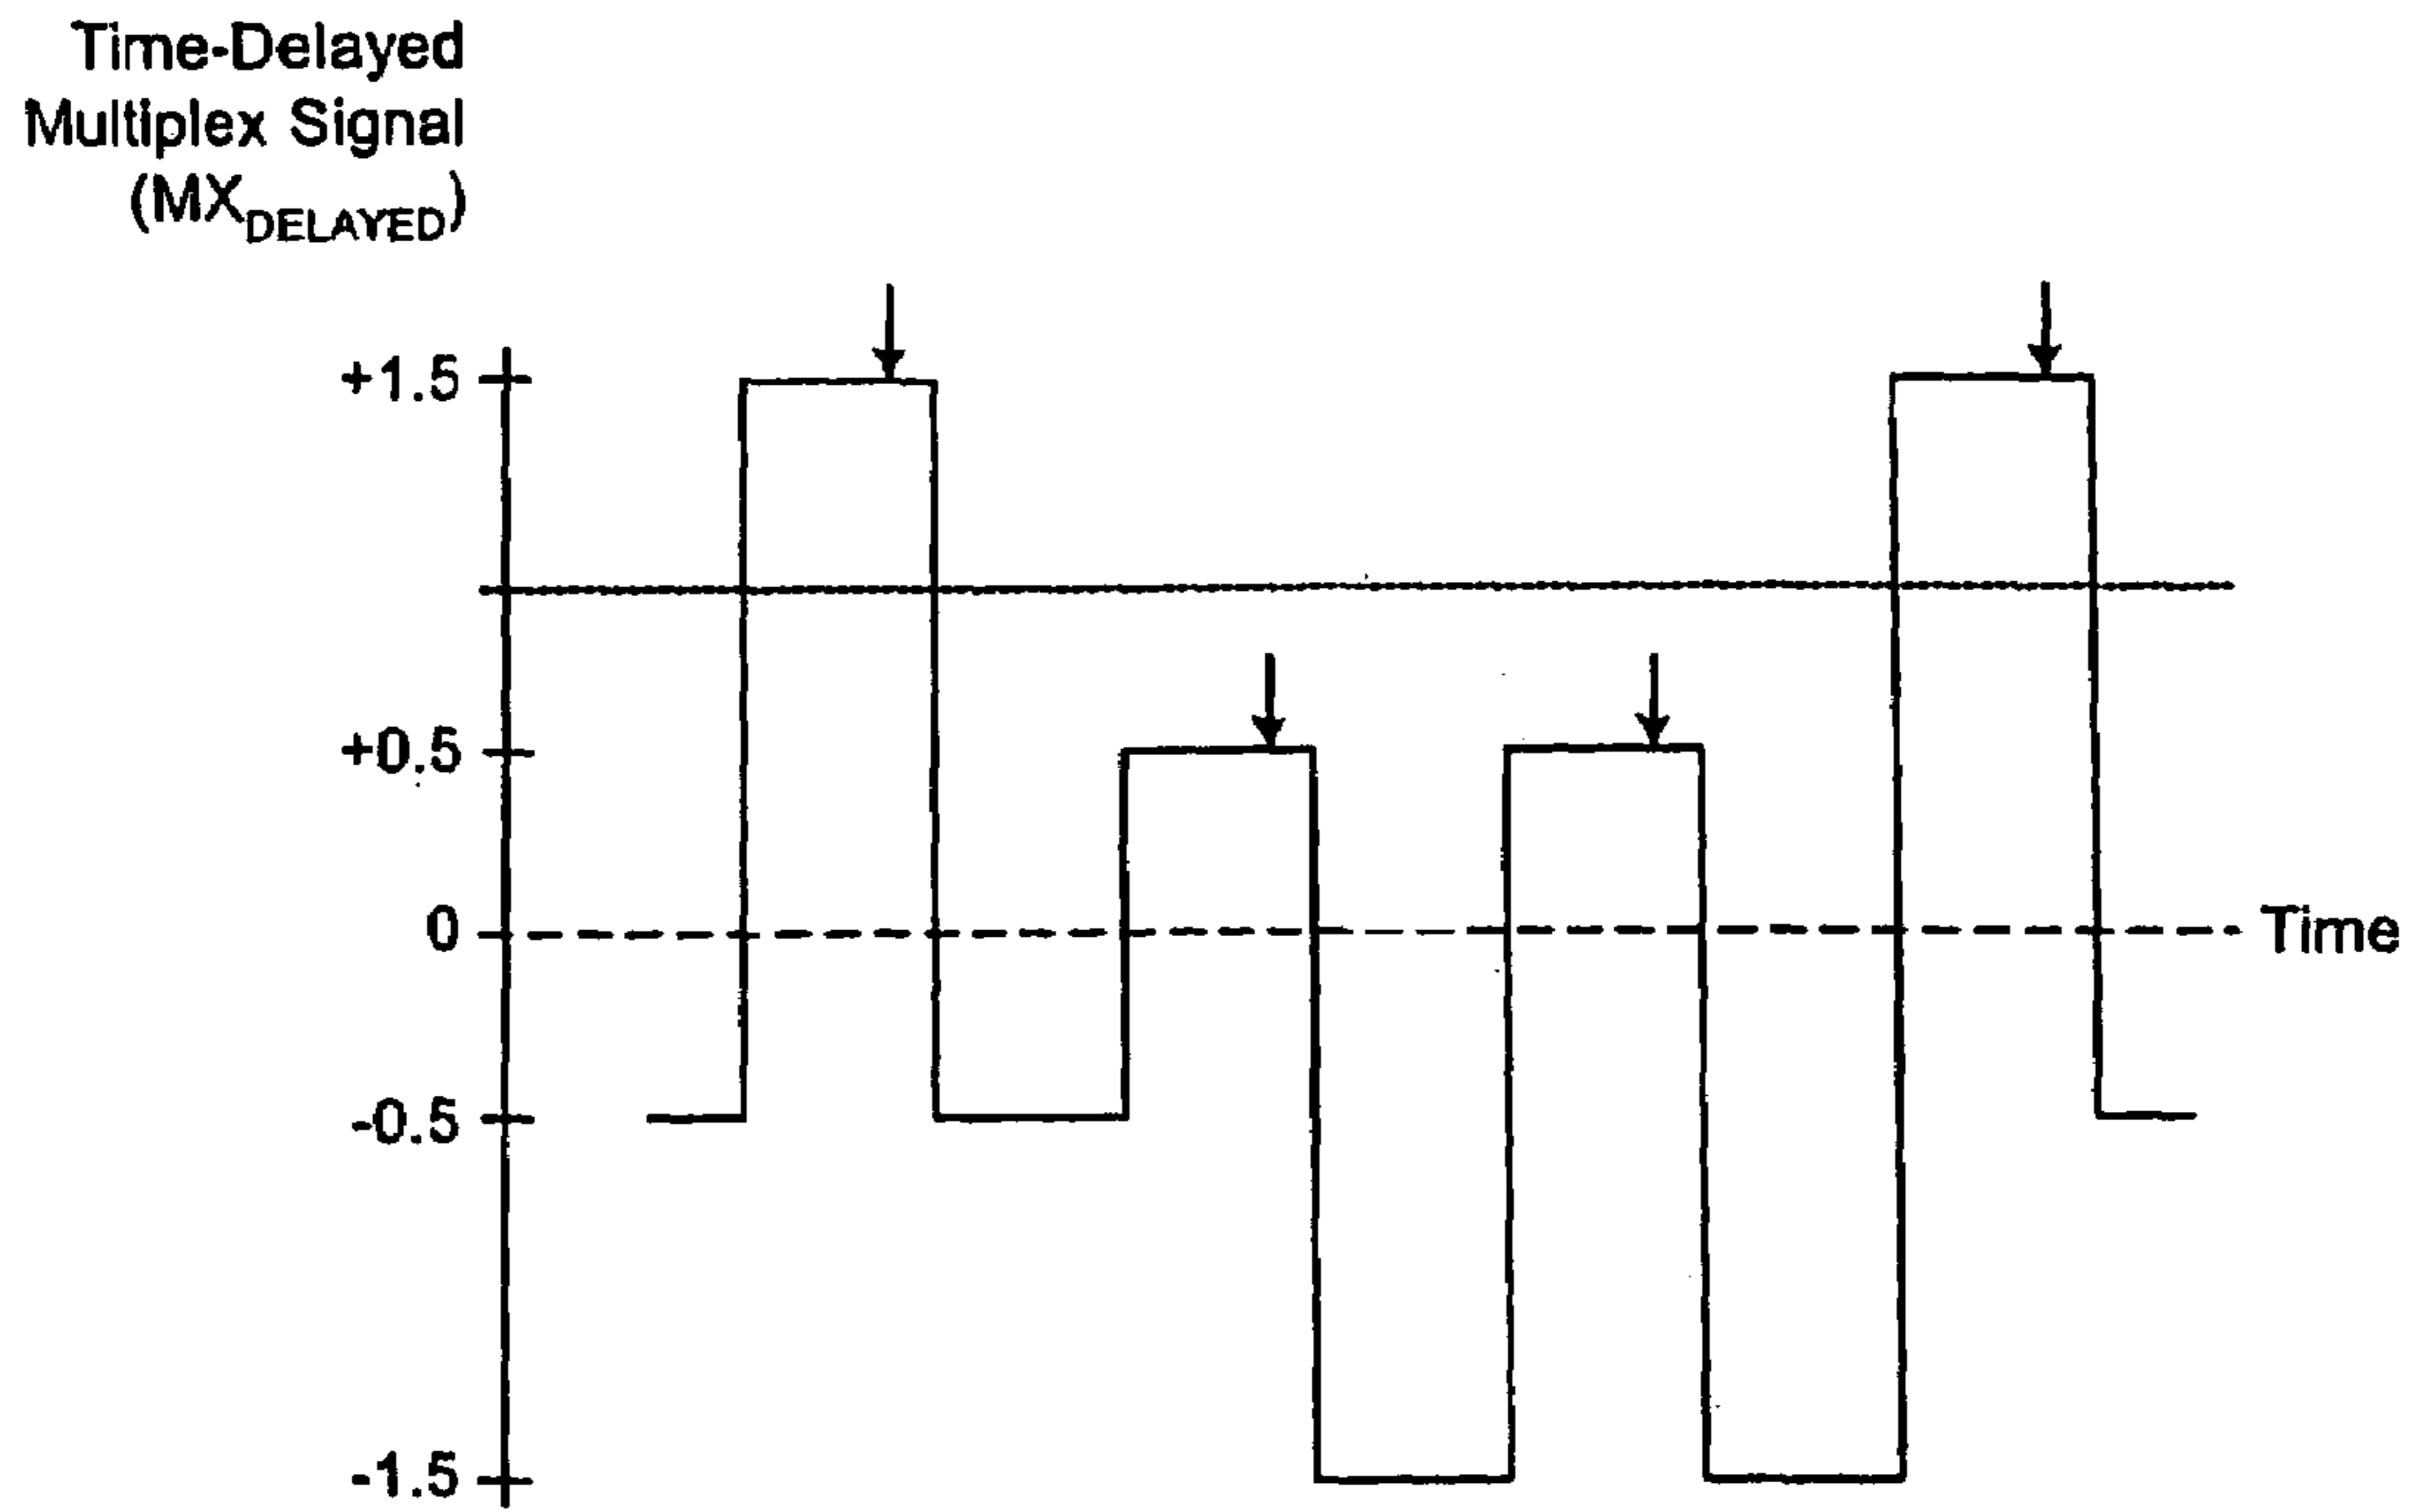 Time-Delayed
Multiplex Signal
(MXDELAYED)
+1.5
+0.5
0
Time
-0.5
-1.5